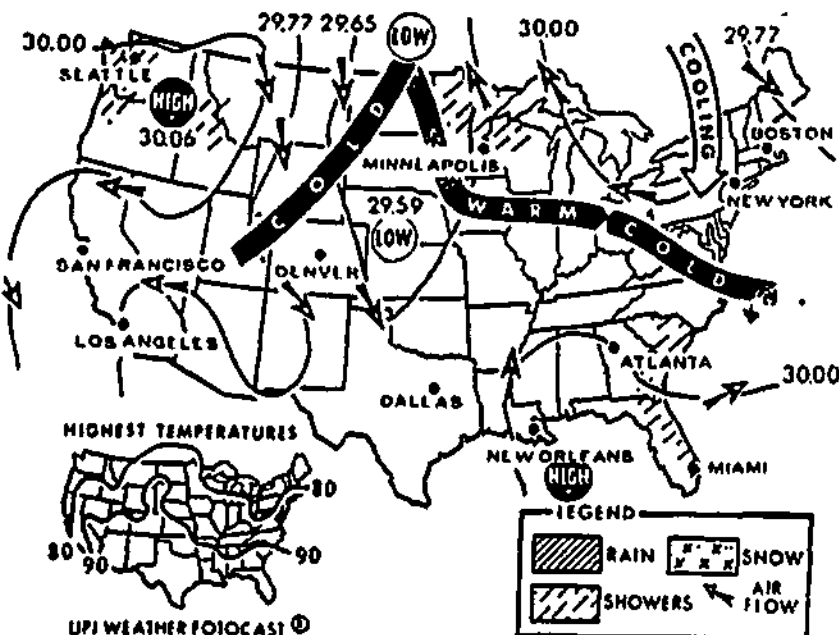 29.77 29.65
LOW
30.00
29.77
30.00
SEATTLE
HIGH
30.06
COLD
COOLING
BOSTON
MINNEAPOLIS
NEW YORK
29.59
LOW
WARM
COLD
SAN FRANCISCO
DENVER
LOS ANGELES
ATLANTA
30.00
DALLAS
HIGHEST TEMPERATURES
NEW ORLEANS
MIAMI
HIGH
80
LEGEND
RAIN
SNOW
80 90
90
SHOWERS
AIR
FLOW
UPI WEATHER FOTOCAST ®